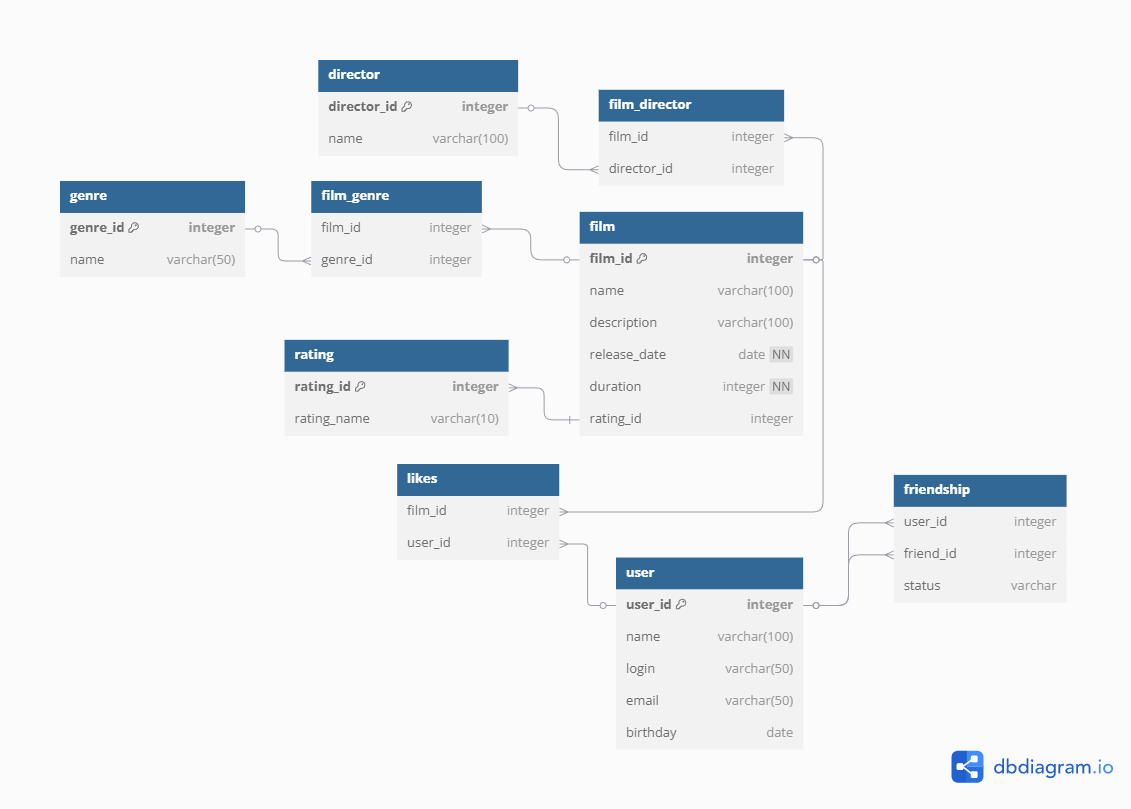 director
director_id integer
name varchar(100)
film_director
film_id integer
director_id integer
genre
genre_id integer
name varchar(50)
film_genre
film_id integer
genre_id integer
film
film_id integer
name varchar(100)
description varchar(100)
release_date date NN
duration integer NN
rating_id integer
rating
rating_id integer
rating_name varchar(10)
likes
film_id integer
user_id integer
friendship
user_id integer
friend_id integer
status varchar
user
user_id integer
name varchar(100)
login varchar(50)
email varchar(50)
birthday date
dbdiagram.io